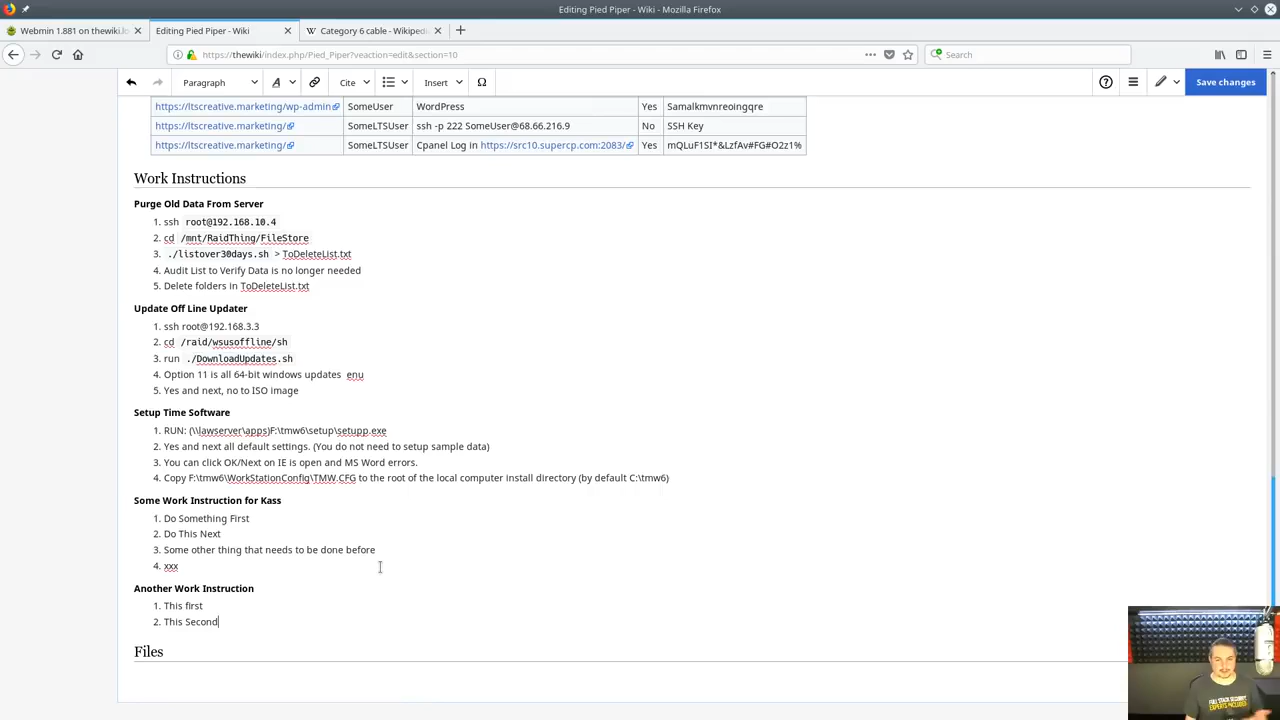 Editing Pied Piper - Wiki - Mozilla Firefox
Webmin 1.881 on thewiki.lo
Editing Pied Piper - Wiki
Category 6 cable - Wikipedi
https://thewiki/index.php/Pied_Piper?veaction=edit&section=10
Search
Paragraph
A
Cite
Insert
Ω
Save changes
https://ltscreative.marketing/wp-admin SomeUser WordPress Yes Samalkmvnreoingqre
https://ltscreative.marketing/ SomeLTSUser ssh -p 222 SomeUser@68.66.216.9 No SSH Key
https://ltscreative.marketing/ SomeLTSUser Cpanel Log in https://src10.supercp.com:2083/ Yes mQLuF1SI*&LzfAv#FG#O2z1%
Work Instructions
Purge Old Data From Server
1. ssh root@192.168.10.4
2. cd /mnt/RaidThing/FileStore
3. ./listover30days.sh > ToDeleteList.txt
4. Audit List to Verify Data is no longer needed
5. Delete folders in ToDeleteList.txt
Update Off Line Updater
1. ssh root@192.168.3.3
2. cd /raid/wsusoffline/sh
3. run ./DownloadUpdates.sh
4. Option 11 is all 64-bit windows updates enu
5. Yes and next, no to ISO image
Setup Time Software
1. RUN: (\\lawserver\apps)F:\tmw6\setup\setupp.exe
2. Yes and next all default settings. (You do not need to setup sample data)
3. You can click OK/Next on IE is open and MS Word errors.
4. Copy F:\tmw6\WorkStationConfig\TMW.CFG to the root of the local computer install directory (by default C:\tmw6)
Some Work Instruction for Kass
1. Do Something First
2. Do This Next
3. Some other thing that needs to be done before
4. xxx
Another Work Instruction
1. This first
2. This Second
Files
FULL STACK SECURITY
EXPERTS INCLUDED